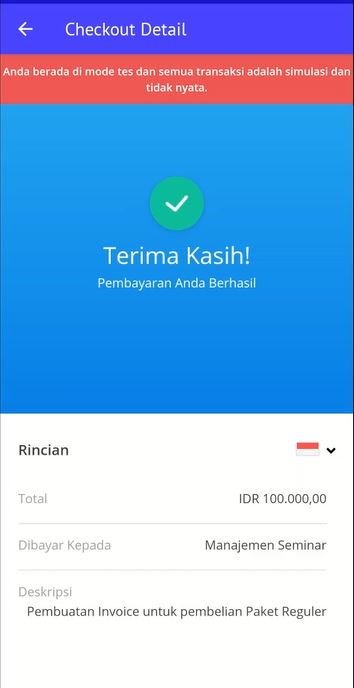 Checkout Detail
Anda berada di mode tes dan semua transaksi adalah simulasi dan
tidak nyata.
Terima Kasih!
Pembayaran Anda Berhasil
Rincian
Total IDR 100.000,00
Dibayar Kepada Manajemen Seminar
Deskripsi
Pembuatan Invoice untuk pembelian Paket Reguler